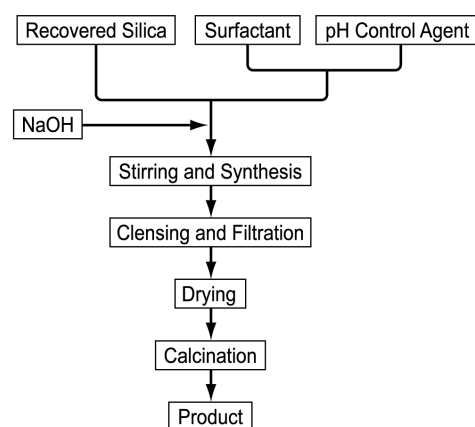 Recovered Silica
Surfactant
pH Control Agent
NaOH
Stirring and Synthesis
Clensing and Filtration
Drying
Calcination
Product